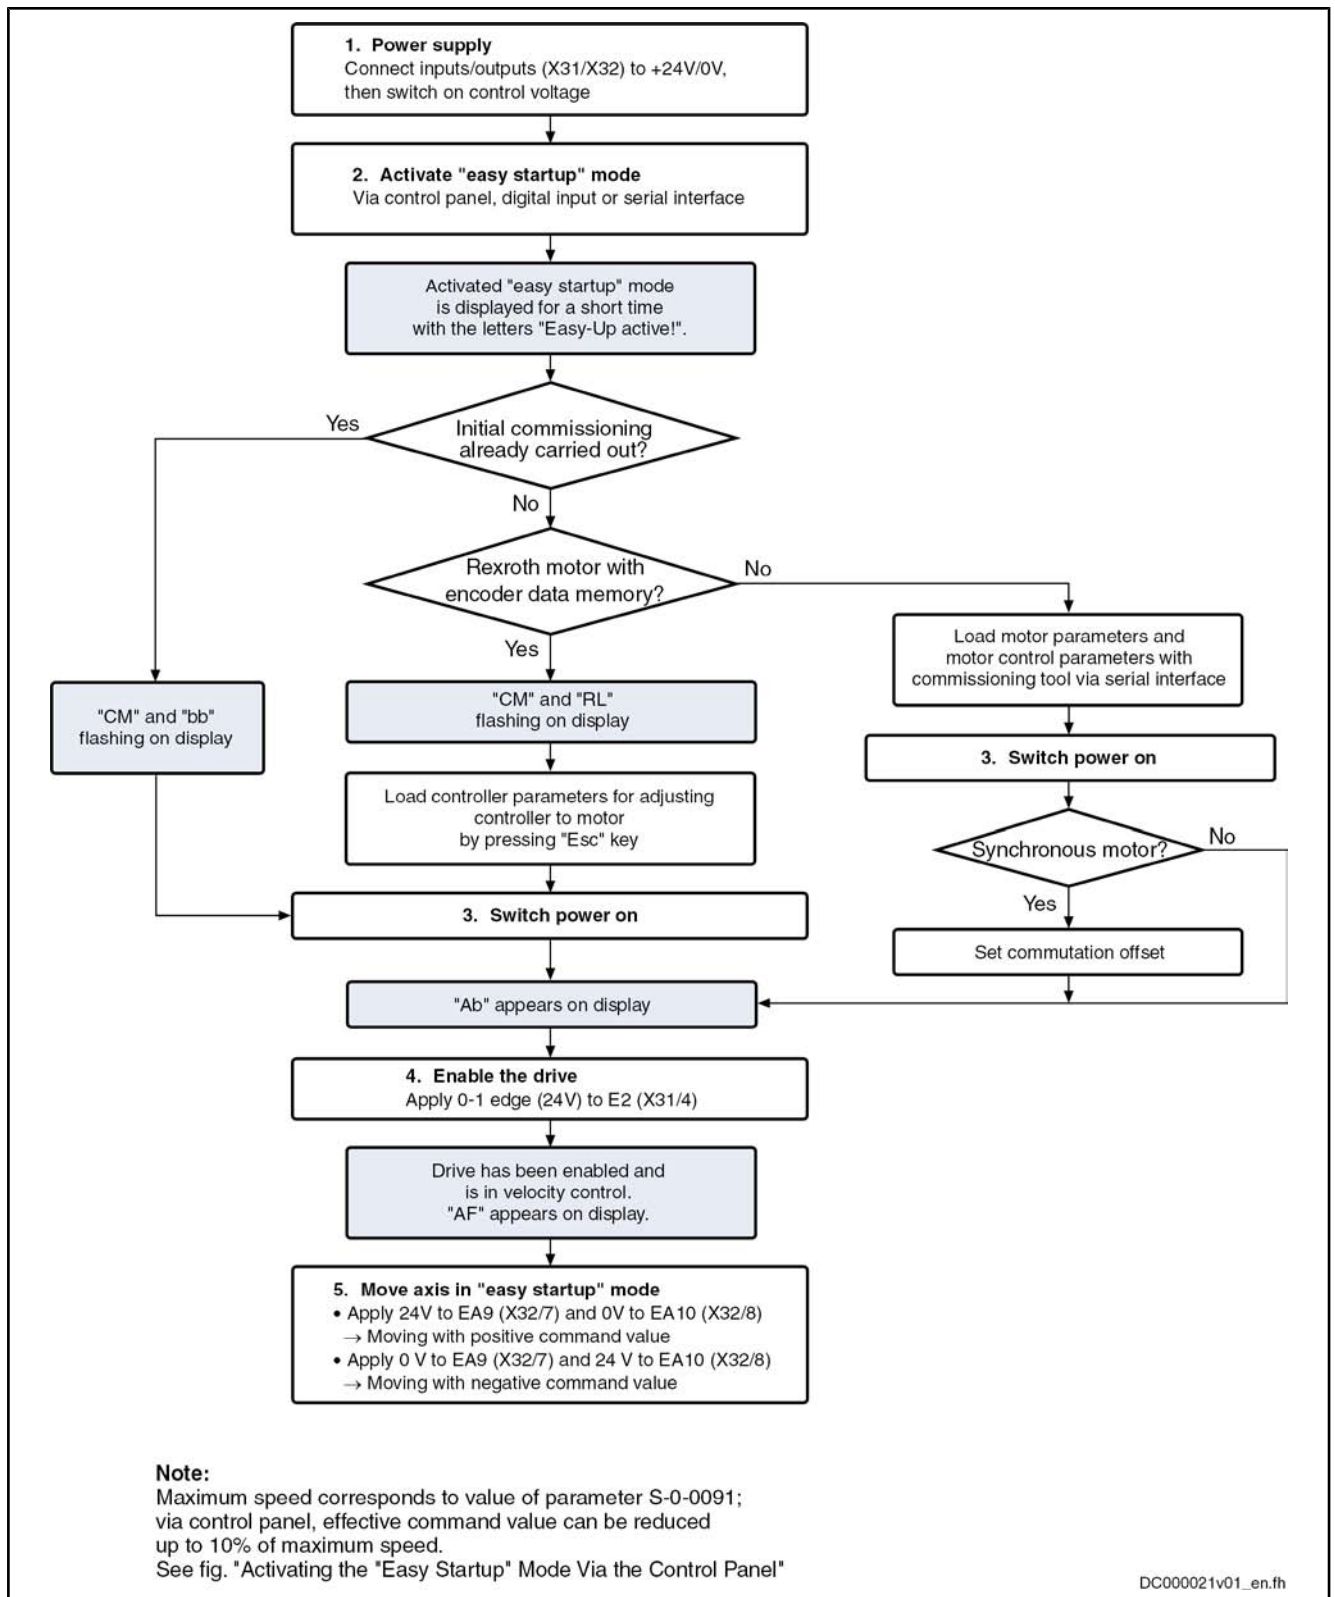 1. Power supply
Connect inputs/outputs (X31/X32) to +24V/0V,
then switch on control voltage
2. Activate "easy startup" mode
Via control panel, digital input or serial interface
Activated "easy startup" mode
is displayed for a short time
with the letters "Easy-Up active!".
Yes
Initial commissioning
already carried out?
No
Rexroth motor with
encoder data memory?
No
Yes
Load motor parameters and
motor control parameters with
commissioning tool via serial interface
"CM" and "bb"
flashing on display
"CM" and "RL"
flashing on display
3. Switch power on
Load controller parameters for adjusting
controller to motor
by pressing "Esc" key
Synchronous motor?
No
Yes
3. Switch power on
Set commutation offset
"Ab" appears on display
4. Enable the drive
Apply 0-1 edge (24V) to E2 (X31/4)
Drive has been enabled and
is in velocity control.
"AF" appears on display.
5. Move axis in "easy startup" mode
• Apply 24V to EA9 (X32/7) and 0V to EA10 (X32/8)
→ Moving with positive command value
• Apply 0 V to EA9 (X32/7) and 24 V to EA10 (X32/8)
→ Moving with negative command value
Note:
Maximum speed corresponds to value of parameter S-0-0091;
via control panel, effective command value can be reduced
up to 10% of maximum speed.
See fig. "Activating the "Easy Startup" Mode Via the Control Panel"
DC000021v01_en.fh